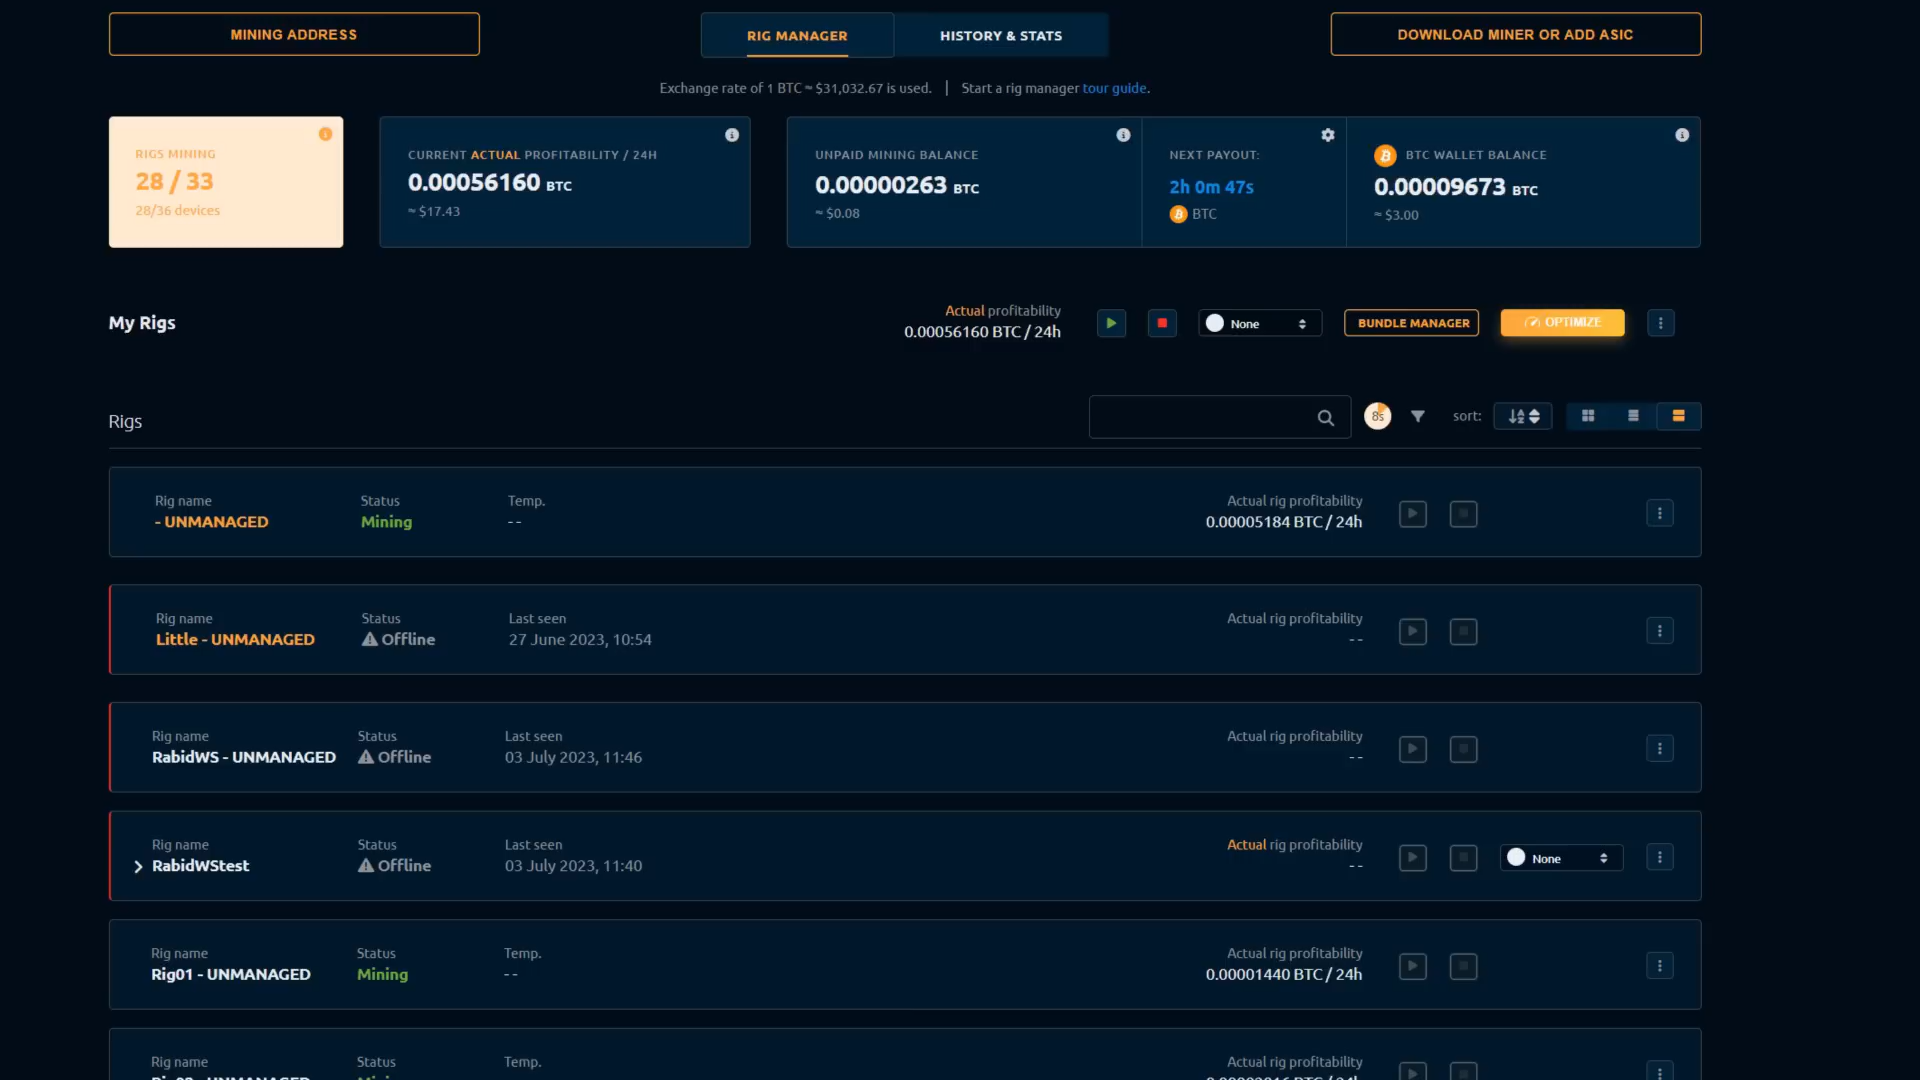 MINING ADDRESS
RIG MANAGER
HISTORY & STATS
DOWNLOAD MINER OR ADD ASIC
Exchange rate of 1 BTC ≈ $31,032.67 is used. | Start a rig manager tour guide.
RIGS MINING
28 / 33
28/36 devices
CURRENT ACTUAL PROFITABILITY / 24H
0.00056160 BTC
≈ $17.43
UNPAID MINING BALANCE
0.00000263 BTC
≈ $0.08
NEXT PAYOUT:
2h 0m 47s
BTC
BTC WALLET BALANCE
0.00009673 BTC
≈ $3.00
My Rigs
Actual profitability
0.00056160 BTC / 24h
None
BUNDLE MANAGER
OPTIMIZE
Rigs
8s
sort:
Rig name
Status
Temp.
Actual rig profitability
- UNMANAGED
Mining
- -
0.00005184 BTC / 24h
Rig name
Status
Last seen
Actual rig profitability
Little - UNMANAGED
Offline
27 June 2023, 10:54
- -
Rig name
Status
Last seen
Actual rig profitability
RabidWS - UNMANAGED
Offline
03 July 2023, 11:46
- -
Rig name
Status
Last seen
Actual rig profitability
RabidWStest
Offline
03 July 2023, 11:40
- -
None
Rig name
Status
Temp.
Actual rig profitability
Rig01 - UNMANAGED
Mining
- -
0.00001440 BTC / 24h
Rig name
Status
Temp.
Actual rig profitability